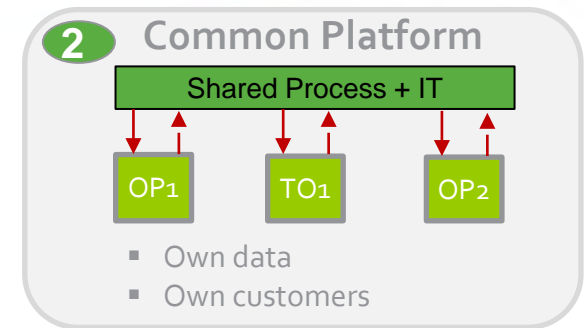 2 Common Platform
Shared Process + IT
OP1 TO1 OP2
▪ Own data
▪ Own customers